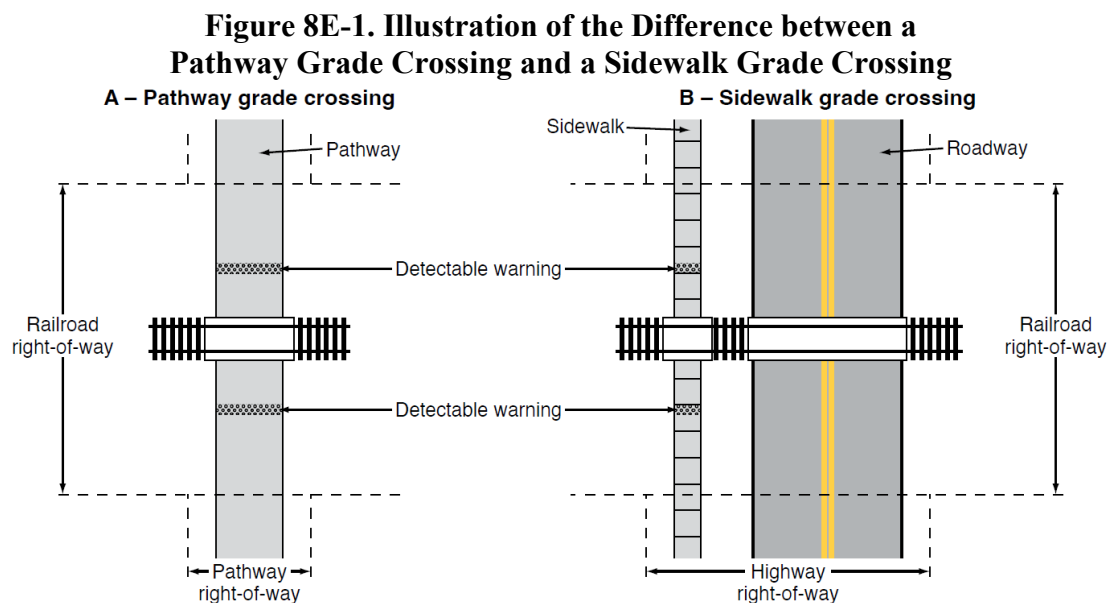 Figure 8E-1. Illustration of the Difference between a
Pathway Grade Crossing and a Sidewalk Grade Crossing
A – Pathway grade crossing
B – Sidewalk grade crossing
Sidewalk
Pathway
Roadway
Detectable warning
Railroad
right-of-way
Railroad
right-of-way
Detectable warning
Pathway
right-of-way
Highway
right-of-way